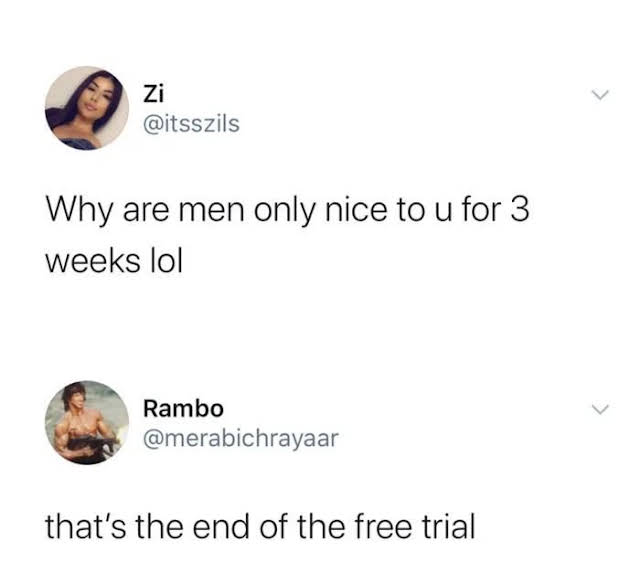 Zi
@itsszils
Why are men only nice to u for 3
weeks lol
Rambo
@merabichrayaar
that's the end of the free trial